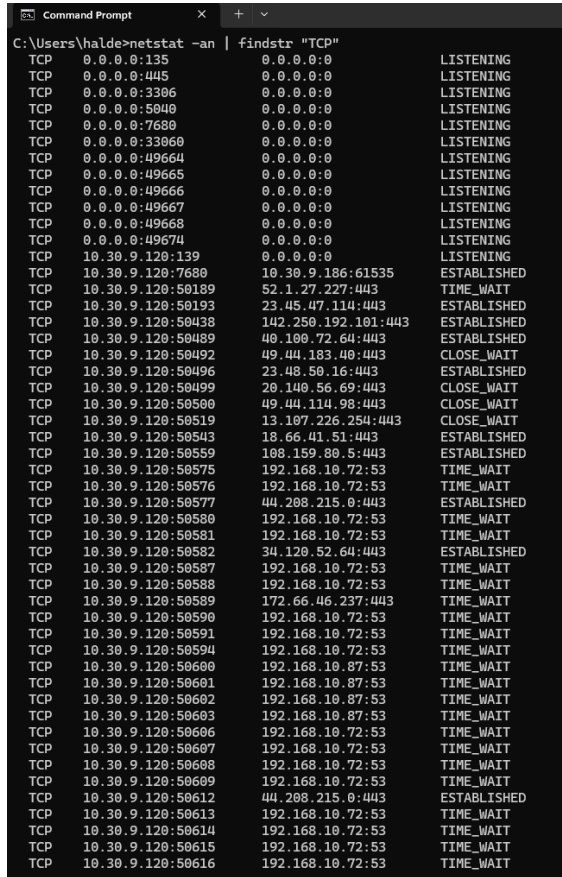 Command Prompt
C:\Users\halde>netstat -an | findstr "TCP"
TCP 0.0.0.0:135 0.0.0.0:0 LISTENING
TCP 0.0.0.0:445 0.0.0.0:0 LISTENING
TCP 0.0.0.0:3306 0.0.0.0:0 LISTENING
TCP 0.0.0.0:5040 0.0.0.0:0 LISTENING
TCP 0.0.0.0:7680 0.0.0.0:0 LISTENING
TCP 0.0.0.0:33060 0.0.0.0:0 LISTENING
TCP 0.0.0.0:49664 0.0.0.0:0 LISTENING
TCP 0.0.0.0:49665 0.0.0.0:0 LISTENING
TCP 0.0.0.0:49666 0.0.0.0:0 LISTENING
TCP 0.0.0.0:49667 0.0.0.0:0 LISTENING
TCP 0.0.0.0:49668 0.0.0.0:0 LISTENING
TCP 0.0.0.0:49674 0.0.0.0:0 LISTENING
TCP 10.30.9.120:139 0.0.0.0:0 LISTENING
TCP 10.30.9.120:7680 10.30.9.186:61535 ESTABLISHED
TCP 10.30.9.120:50189 52.1.27.227:443 TIME_WAIT
TCP 10.30.9.120:50193 23.45.47.114:443 ESTABLISHED
TCP 10.30.9.120:50438 142.250.192.101:443 ESTABLISHED
TCP 10.30.9.120:50489 40.100.72.64:443 ESTABLISHED
TCP 10.30.9.120:50492 49.44.183.40:443 CLOSE_WAIT
TCP 10.30.9.120:50496 23.48.50.16:443 ESTABLISHED
TCP 10.30.9.120:50499 20.140.56.69:443 CLOSE_WAIT
TCP 10.30.9.120:50500 49.44.114.98:443 CLOSE_WAIT
TCP 10.30.9.120:50519 13.107.226.254:443 CLOSE_WAIT
TCP 10.30.9.120:50543 18.66.41.51:443 ESTABLISHED
TCP 10.30.9.120:50559 108.159.80.5:443 ESTABLISHED
TCP 10.30.9.120:50575 192.168.10.72:53 TIME_WAIT
TCP 10.30.9.120:50576 192.168.10.72:53 TIME_WAIT
TCP 10.30.9.120:50577 44.208.215.0:443 ESTABLISHED
TCP 10.30.9.120:50580 192.168.10.72:53 TIME_WAIT
TCP 10.30.9.120:50581 192.168.10.72:53 TIME_WAIT
TCP 10.30.9.120:50582 34.120.52.64:443 ESTABLISHED
TCP 10.30.9.120:50587 192.168.10.72:53 TIME_WAIT
TCP 10.30.9.120:50588 192.168.10.72:53 TIME_WAIT
TCP 10.30.9.120:50589 172.66.46.237:443 TIME_WAIT
TCP 10.30.9.120:50590 192.168.10.72:53 TIME_WAIT
TCP 10.30.9.120:50591 192.168.10.72:53 TIME_WAIT
TCP 10.30.9.120:50594 192.168.10.72:53 TIME_WAIT
TCP 10.30.9.120:50600 192.168.10.87:53 TIME_WAIT
TCP 10.30.9.120:50601 192.168.10.87:53 TIME_WAIT
TCP 10.30.9.120:50602 192.168.10.87:53 TIME_WAIT
TCP 10.30.9.120:50603 192.168.10.87:53 TIME_WAIT
TCP 10.30.9.120:50606 192.168.10.72:53 TIME_WAIT
TCP 10.30.9.120:50607 192.168.10.72:53 TIME_WAIT
TCP 10.30.9.120:50608 192.168.10.72:53 TIME_WAIT
TCP 10.30.9.120:50609 192.168.10.72:53 TIME_WAIT
TCP 10.30.9.120:50612 44.208.215.0:443 ESTABLISHED
TCP 10.30.9.120:50613 192.168.10.72:53 TIME_WAIT
TCP 10.30.9.120:50614 192.168.10.72:53 TIME_WAIT
TCP 10.30.9.120:50615 192.168.10.72:53 TIME_WAIT
TCP 10.30.9.120:50616 192.168.10.72:53 TIME_WAIT